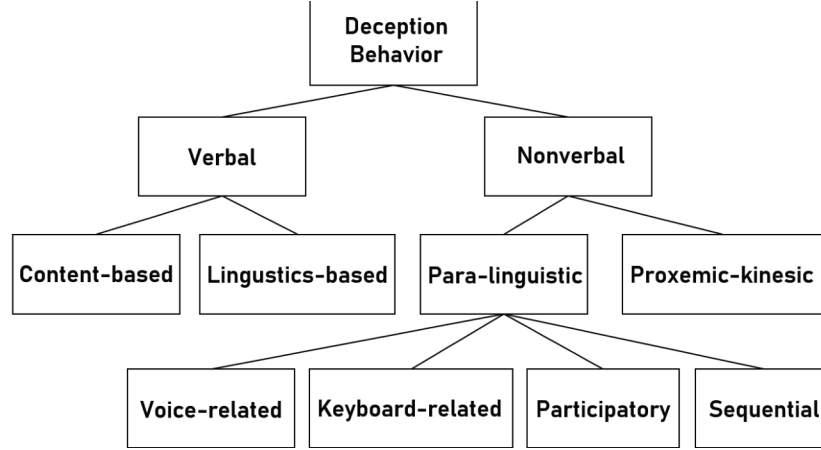 Deception
Behavior
Verbal
Nonverbal
Content-based
Lingustics-based
Para-linguistic
Proxemic-kinesic
Voice-related
Keyboard-related
Participatory
Sequential